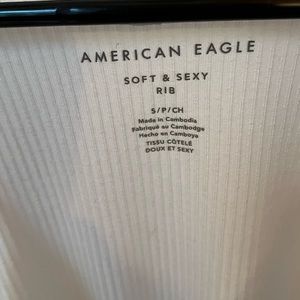 AMERICAN EAGLE
SOFT & SEXY
RIB
S/P/CH
Made in Cambodia
Fabriqué au Cambodge
Hecho en Camboya
TISSU CÔTELÉ
DOUX ET SEXY